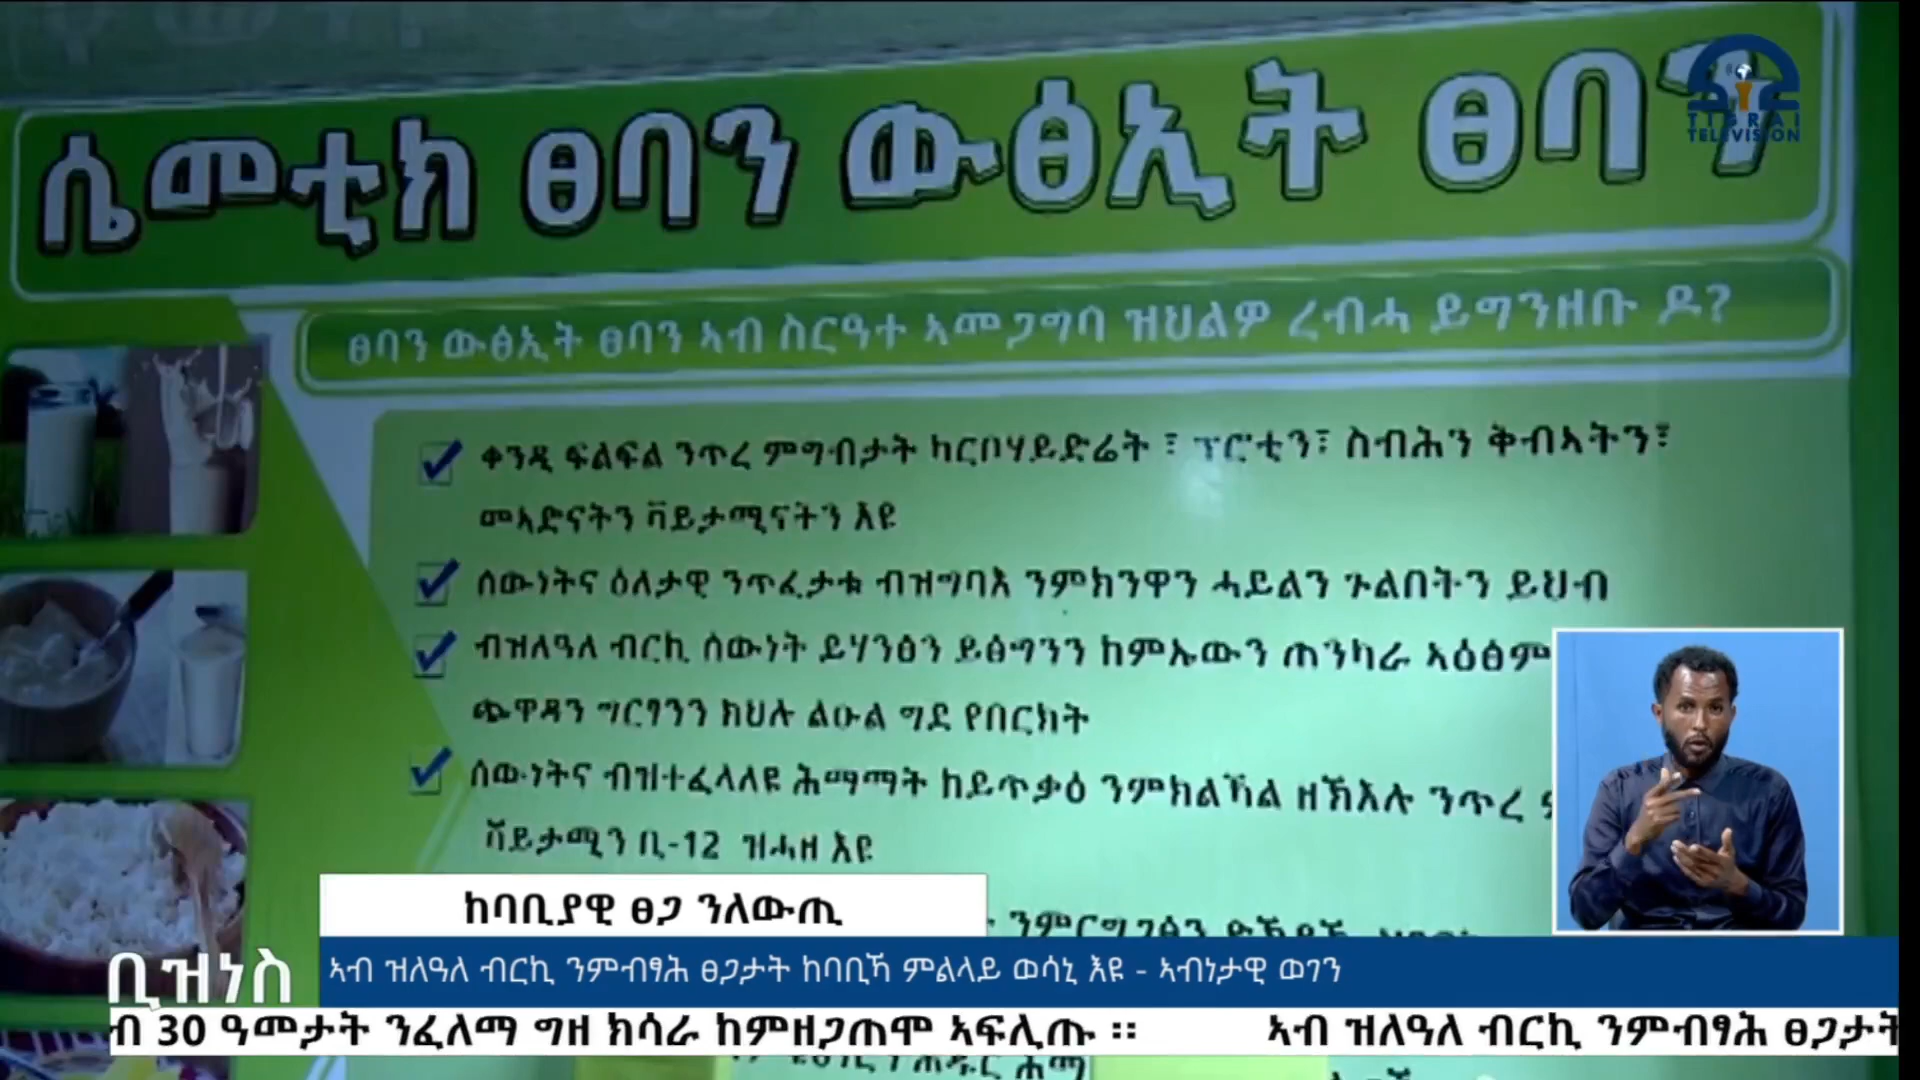 ሴመቲክ ፀባን ውፅኢት ፀባን
TIGRAI
TELEVISION
ፀባን ውፅኢት ፀባን ኣብ ስርዓተ ኣመጋግባ ዝህልዎ ረብሓ ይግንዘቡ ዶ?
ቀንዲ ፍልፍል ንጥረ ምግብታት ካርቦሃይድሬት ፣ ፕሮቲን፣ ስብሕን ቅብኣትን፣
መኣድናትን ቫይታሚናትን እዩ
ሰውነትና ዕለታዊ ንጥፈታቱ ብዝግባእ ንምክንዋን ሓይልን ጉልበትን ይህብ
ብዝለዓለ ብርኪ ሰውነት ይሃንፅን ይፅግንን ከምኡውን ጠንካራ ኣዕፅም
ጭዋዳን ግርፃንን ክህሉ ልዑል ግደ የበርክት
ሰውነትና ብዝተፈላለዩ ሕማማት ከይጥቃዕ ንምክልኻል ዘኽእሉ ንጥረ
ቫይታሚን ቢ-12 ዝሓዘ እዩ
ከባቢያዊ ፀጋ ንለውጢ
ቢዝነስ
ኣብ ዝለዓለ ብርኪ ንምብፃሕ ፀጋታት ከባቢኻ ምልላይ ወሳኒ እዩ - ኣብነታዊ ወገን
ብ 30 ዓመታት ንፈለማ ግዘ ክሳራ ከምዘጋጠሞ ኣፍሊጡ ፡፡ ኣብ ዝለዓለ ብርኪ ንምብፃሕ ፀጋታት